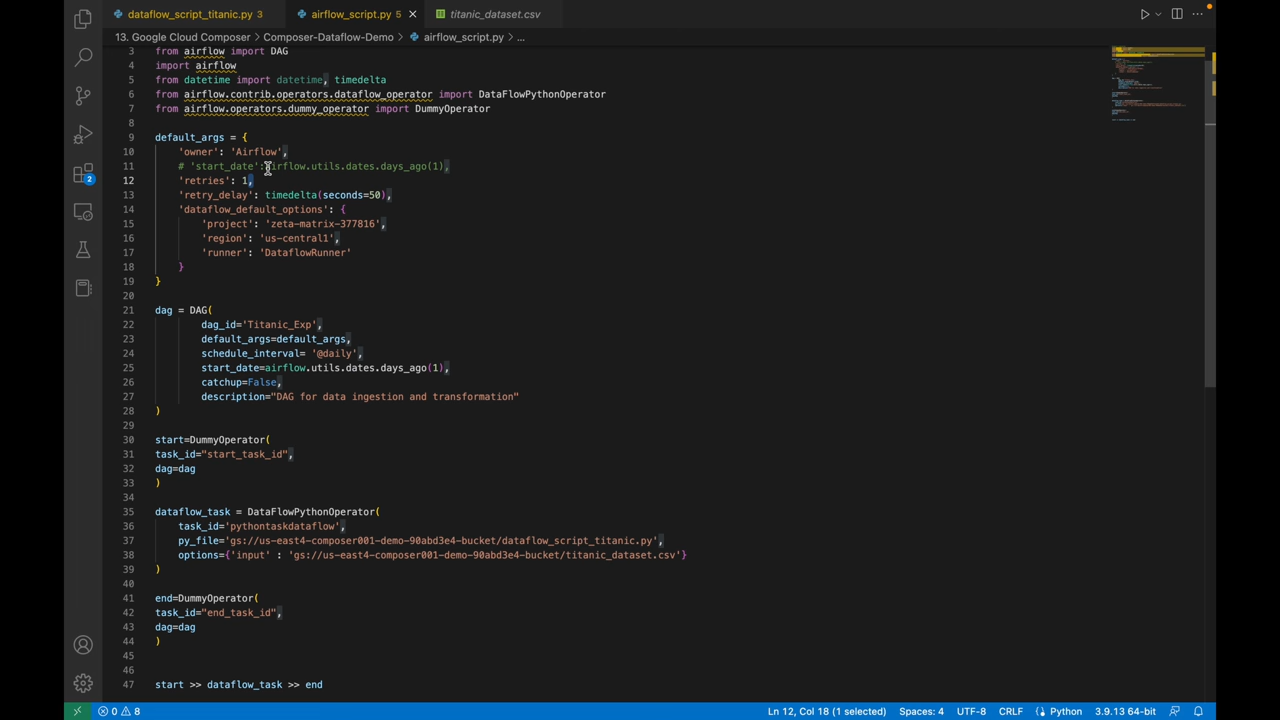 dataflow_script_titanic.py 3
airflow_script.py 5
titanic_dataset.csv
13. Google Cloud Composer > Composer-Dataflow-Demo > airflow_script.py > ...
3 from airflow import DAG
4 import airflow
5 from datetime import datetime, timedelta
6 from airflow.contrib.operators.dataflow_operator import DataFlowPythonOperator
7 from airflow.operators.dummy_operator import DummyOperator
8
9 default_args = {
10 'owner': 'Airflow',
11 # 'start_date':airflow.utils.dates.days_ago(1),
12 'retries': 1,
13 'retry_delay': timedelta(seconds=50),
14 'dataflow_default_options': {
15 'project': 'zeta-matrix-377816',
16 'region': 'us-central1',
17 'runner': 'DataflowRunner'
18 }
19 }
20
21 dag = DAG(
22 dag_id='Titanic_Exp',
23 default_args=default_args,
24 schedule_interval= '@daily',
25 start_date=airflow.utils.dates.days_ago(1),
26 catchup=False,
27 description="DAG for data ingestion and transformation"
28 )
29
30 start=DummyOperator(
31 task_id="start_task_id",
32 dag=dag
33 )
34
35 dataflow_task = DataFlowPythonOperator(
36 task_id='pythontaskdataflow',
37 py_file='gs://us-east4-composer001-demo-90abd3e4-bucket/dataflow_script_titanic.py',
38 options={'input' : 'gs://us-east4-composer001-demo-90abd3e4-bucket/titanic_dataset.csv'}
39 )
40
41 end=DummyOperator(
42 task_id="end_task_id",
43 dag=dag
44 )
45
46
47 start >> dataflow_task >> end
2
0 8 Ln 12, Col 18 (1 selected) Spaces: 4 UTF-8 CRLF Python 3.9.13 64-bit